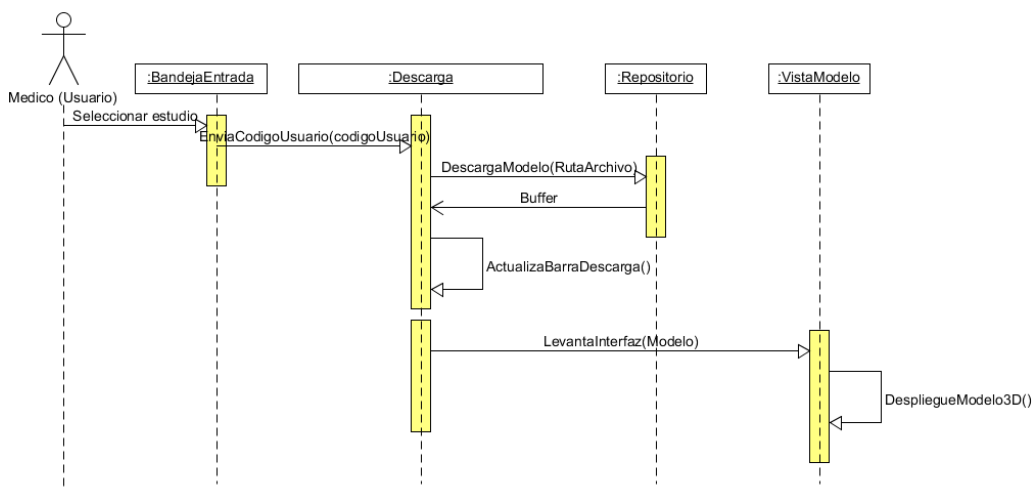 :BandejaEntrada
:Descarga
:Repositorio
:VistaModelo
Medico (Usuario)
Seleccionar estudio
EnviaCodigoUsuario(codigoUsuario)
DescargaModelo(RutaArchivo)
Buffer
ActualizaBarraDescarga()
LevantaInterfaz(Modelo)
DespliegueModelo3D()